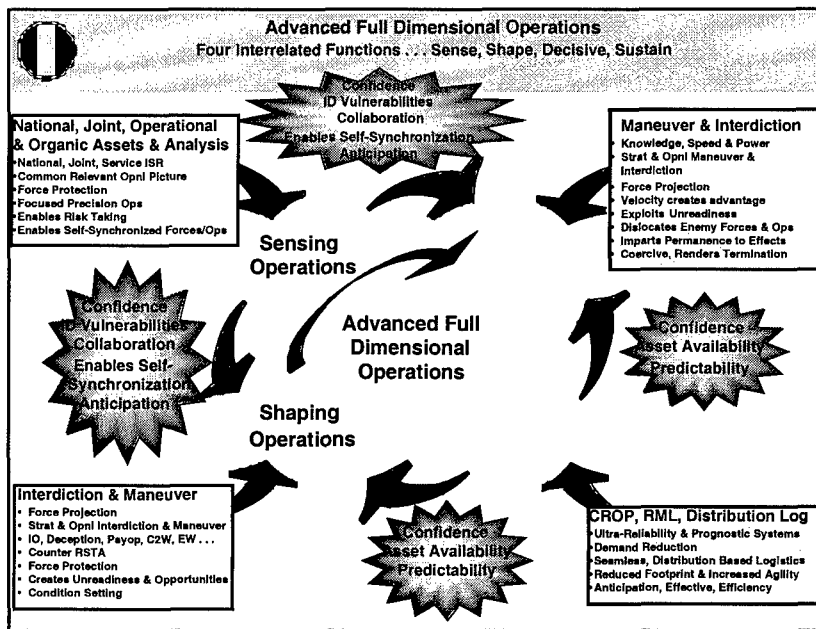 Advanced Full Dimensional Operations
Four Interrelated Functions . . . Sense, Shape, Decisive, Sustain
Confidence
ID Vulnerabilities
Collaboration
Enables Self-Synchronization
Anticipation
National, Joint, Operational
& Organic Assets & Analysis
•National, Joint, Service ISR
•Common Relevant Opnl Picture
•Force Protection
•Focused Precision Ops
•Enables Risk Taking
•Enables Self-Synchronized Forces/Ops
Maneuver & Interdiction
• Knowledge, Speed & Power
• Strat & Opnl Maneuver &
Interdiction
• Force Projection
• Velocity creates advantage
• Exploits Unreadiness
• Dislocates Enemy Forces & Ops
• Imparts Permanence to Effects
• Coercive, Renders Termination
Sensing
Operations
Confidence
ID Vulnerabilities
Collaboration
Enables Self-
Synchronization
Anticipation
Advanced Full
Dimensional
Operations
Confidence
Asset Availability
Predictability
Shaping
Operations
Interdiction & Maneuver
• Force Projection
• Strat & Opnl Interdiction & Maneuver
• IO, Deception, Payop, C2W, EW . . .
• Counter RSTA
• Force Protection
• Creates Unreadiness & Opportunities
• Condition Setting
Confidence
Asset Availability
Predictability
CROP, RML, Distribution Log
•Ultra-Reliability & Prognostic Systems
•Demand Reduction
•Seamless, Distribution Based Logistics
•Reduced Footprint & Increased Agility
•Anticipation, Effective, Efficiency